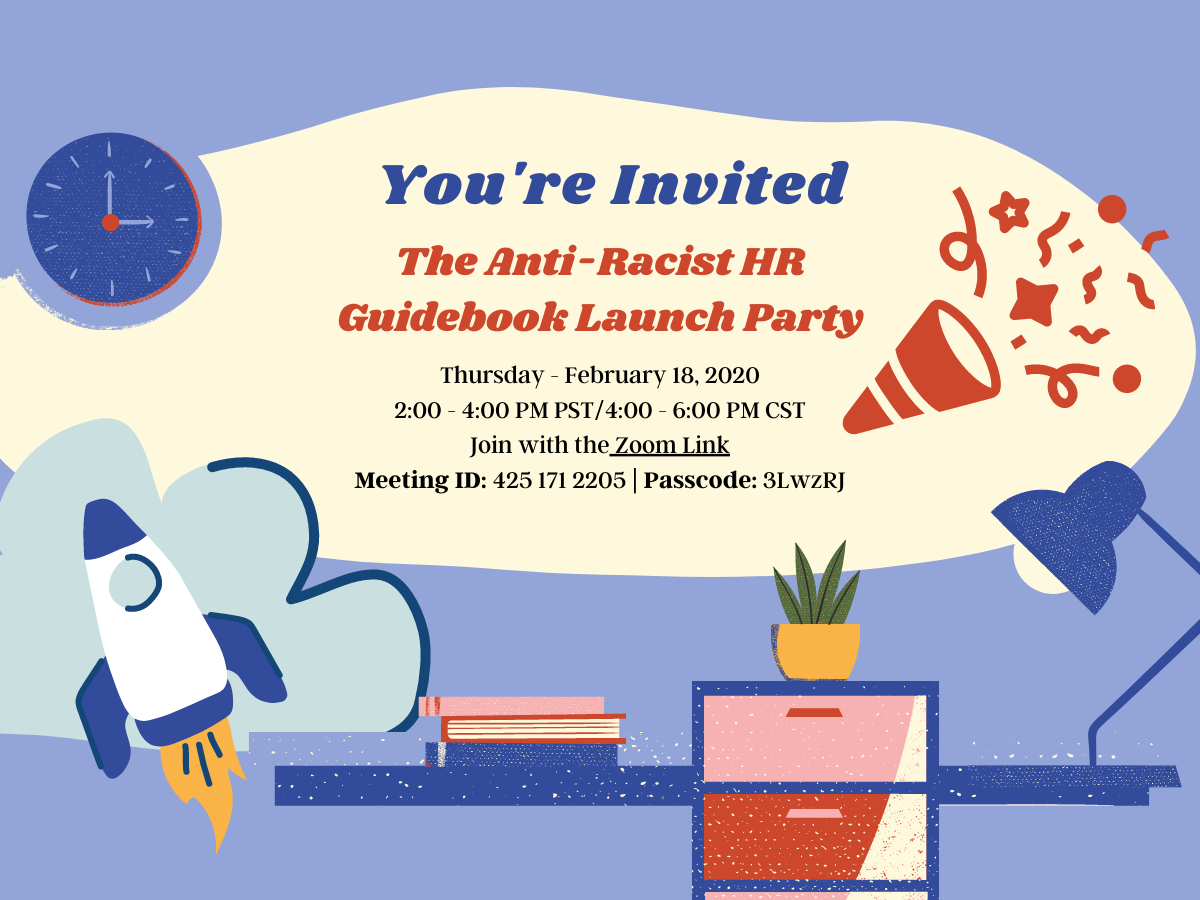 You're Invited
The Anti-Racist HR
Guidebook Launch Party
Thursday - February 18, 2020
2:00 - 4:00 PM PST/4:00 - 6:00 PM CST
Join with the Zoom Link
Meeting ID: 425 171 2205 | Passcode: 3LwzRJ